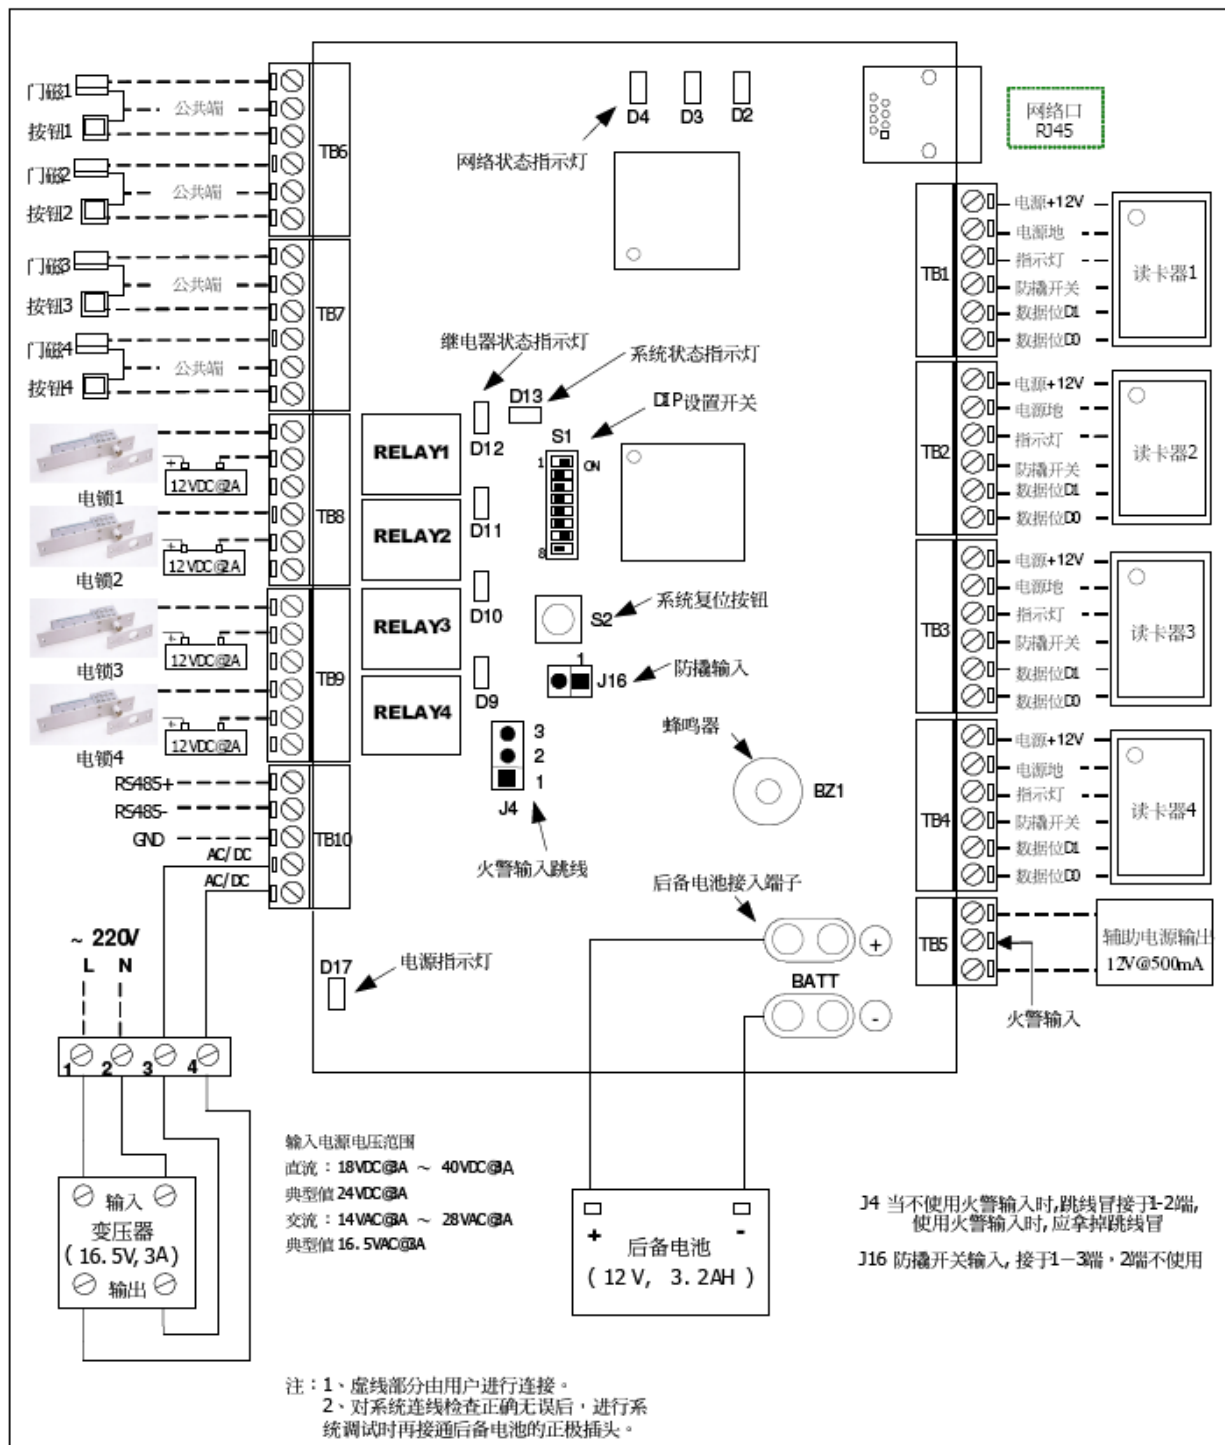 门磁1
公共端
按钮1
门磁2
公共端
按钮2
TB6
门磁3
公共端
按钮3
门磁4
公共端
按钮4
TB7
电锁1
12VDC@2A
电锁2
12VDC@2A
TB8
电锁3
12VDC@2A
电锁4
12VDC@2A
TB9
RS485+
RS485-
GND
AC/DC
AC/DC
TB10
~ 220V
L N
1 2 3 4
输入
变压器
(16.5V, 3A)
输出
D4 D3 D2
网络状态指示灯
继电器状态指示灯
系统状态指示灯
D13
DIP设置开关
S1
1
ON
8
RELAY1
D12
RELAY2
D11
RELAY3
D10
RELAY4
D9
系统复位按钮
S2
1
J16
防撬输入
3
2
1
J4
火警输入跳线
蜂鸣器
BZ1
后备电池接入端子
+
BATT
-
D17
电源指示灯
网络口
RJ45
TB1
电源+12V
电源地
指示灯
防撬开关
数据位D1
数据位D0
读卡器1
TB2
电源+12V
电源地
指示灯
防撬开关
数据位D1
数据位D0
读卡器2
TB3
电源+12V
电源地
指示灯
防撬开关
数据位D1
数据位D0
读卡器3
TB4
电源+12V
电源地
指示灯
防撬开关
数据位D1
数据位D0
读卡器4
TB5
辅助电源输出
12V@500mA
火警输入
输入电源电压范围
直流：18VDC@3A ～ 40VDC@3A
典型值24VDC@3A
交流：14VAC@3A ～ 28VAC@3A
典型值16.5VAC@3A
+ -
后备电池
(12V, 3.2AH)
J4 当不使用火警输入时,跳线冒接于1-2端,
使用火警输入时,应拿掉跳线冒
J16 防撬开关输入,接于1－3端，2端不使用
注：1、虚线部分由用户进行连接。
2、对系统连线检查正确无误后，进行系
统调试时再接通后备电池的正极插头。